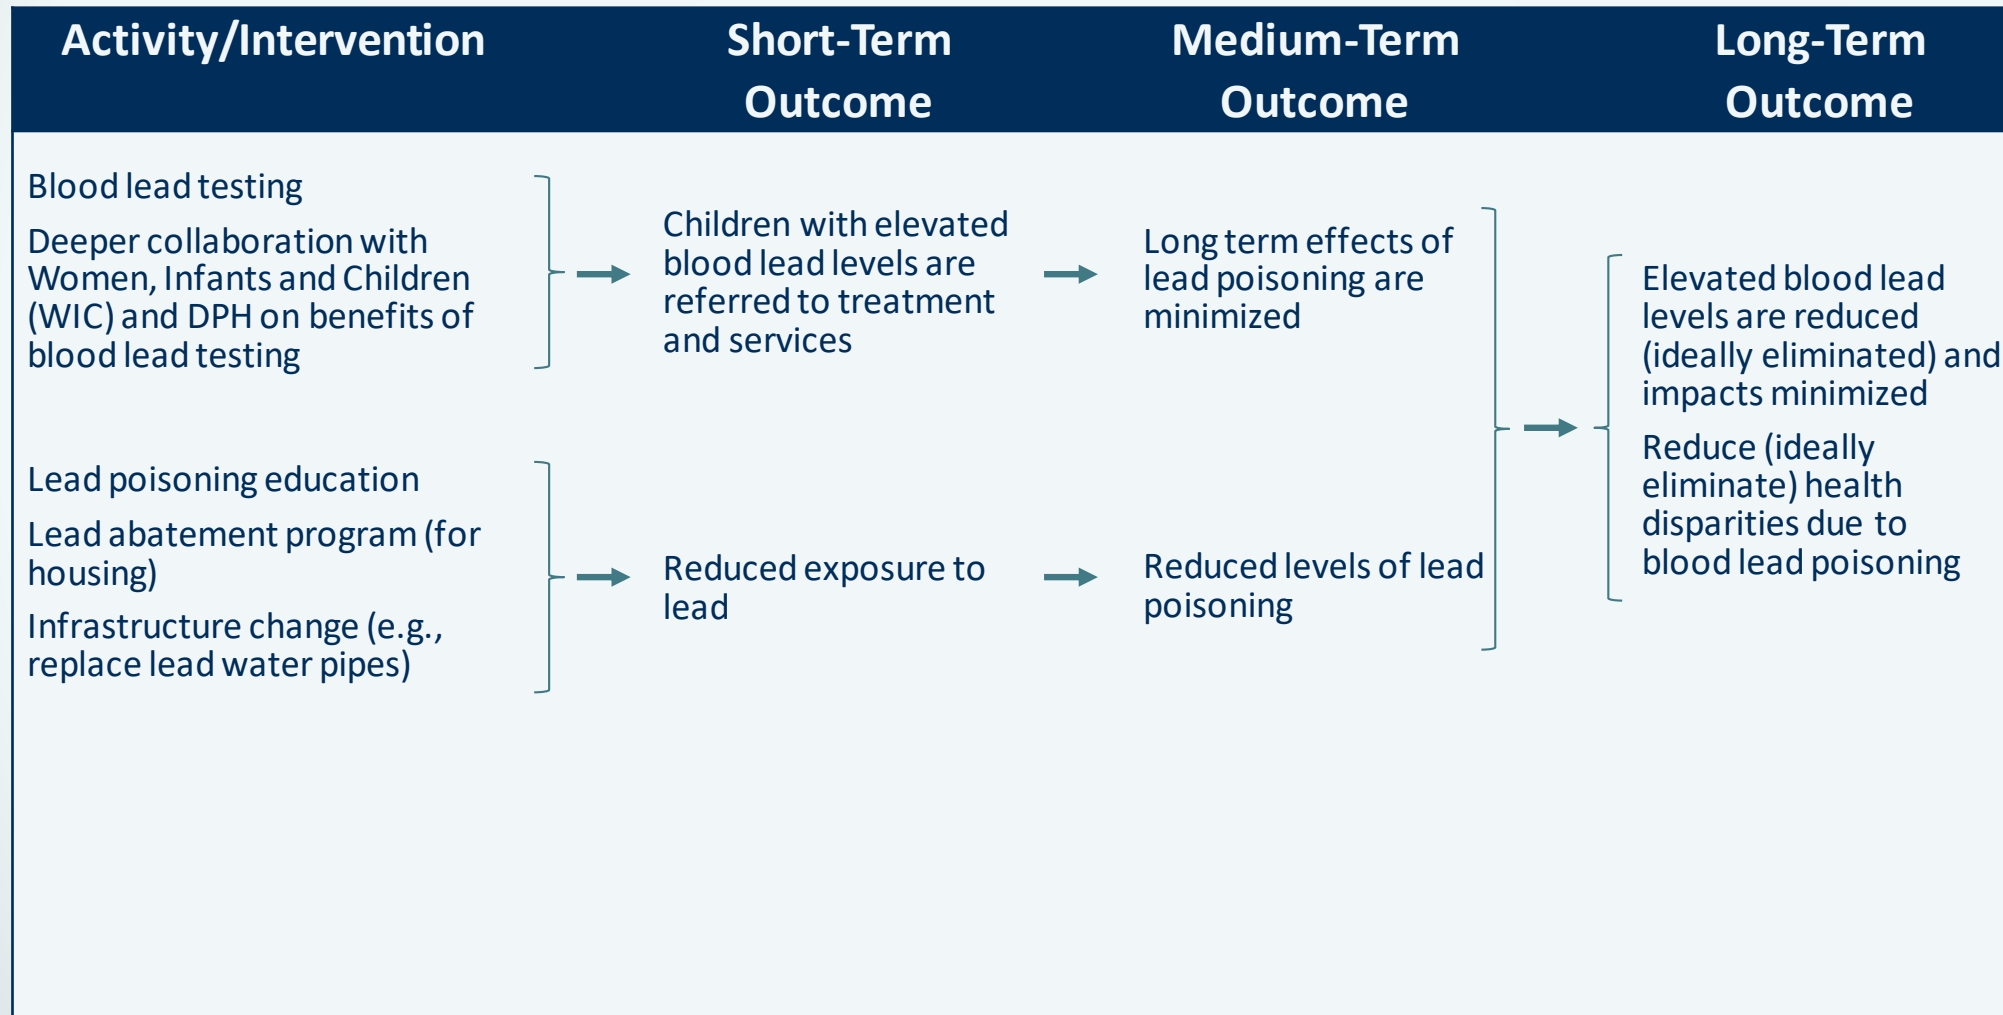 Activity/Intervention
Short-Term
Outcome
Medium-Term
Outcome
Long-Term
Outcome
Blood lead testing
Deeper collaboration with
Women, Infants and Children
(WIC) and DPH on benefits of
blood lead testing
Children with elevated
blood lead levels are
referred to treatment
and services
Long term effects of
lead poisoning are
minimized
Lead poisoning education
Lead abatement program (for
housing)
Infrastructure change (e.g.,
replace lead water pipes)
Reduced exposure to
lead
Reduced levels of lead
poisoning
Elevated blood lead
levels are reduced
(ideally eliminated) and
impacts minimized
Reduce (ideally
eliminate) health
disparities due to
blood lead poisoning